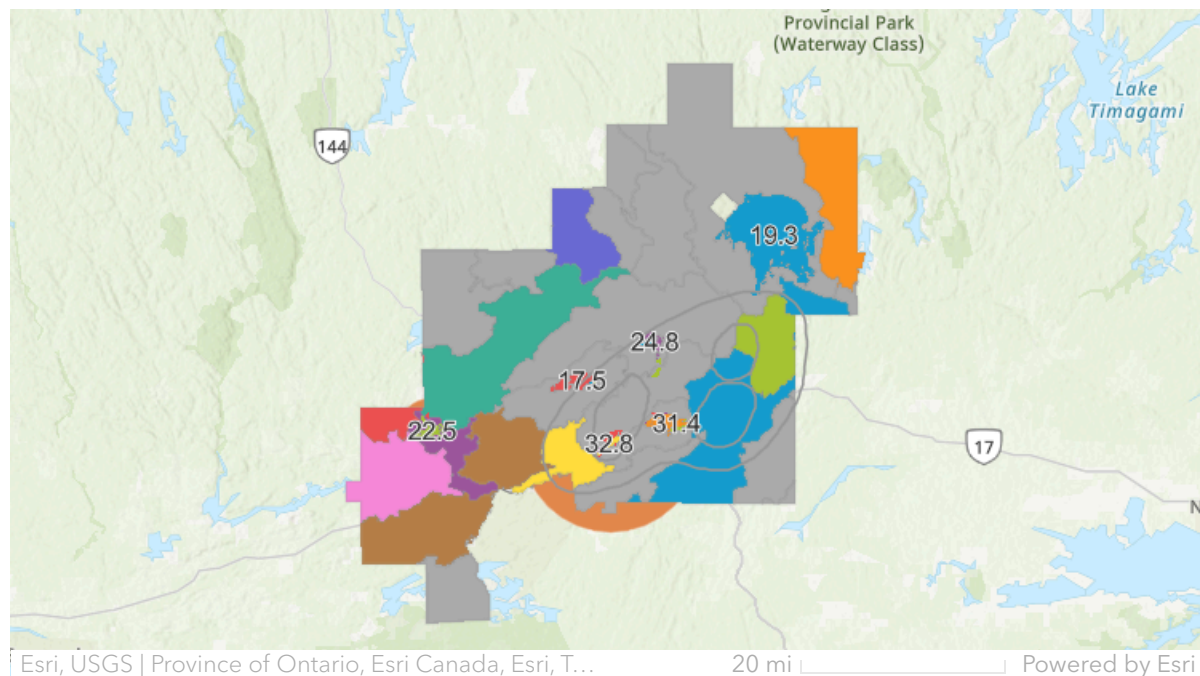 Provincial Park
(Waterway Class)
Lake
Timagami
144
19.3
24.8
17.5
22.5
31.4
32.8
17
N
Esri, USGS | Province of Ontario, Esri Canada, Esri, T...
20 mi
Powered by Esri